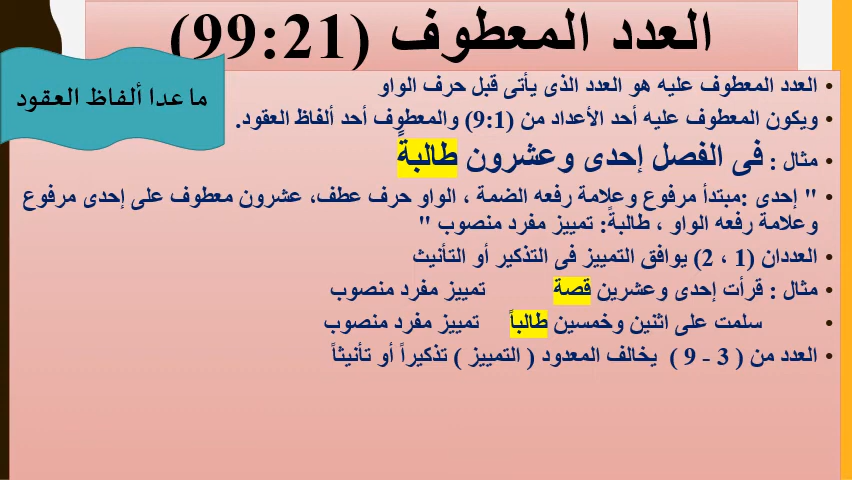 العدد المعطوف (99:21)
ما عدا ألفاظ العقود
• العدد المعطوف عليه هو العدد الذى يأتى قبل حرف الواو
• ويكون المعطوف عليه أحد الأعداد من (9:1) والمعطوف أحد ألفاظ العقود.
• مثال : فى الفصل إحدى وعشرون طالبةً
• " إحدى :مبتدأ مرفوع وعلامة رفعه الضمة ، الواو حرف عطف، عشرون معطوف على إحدى مرفوع
وعلامة رفعه الواو ، طالبةً: تمييز مفرد منصوب "
• العددان (1 ، 2) يوافق التمييز فى التذكير أو التأنيث
• مثال : قرأت إحدى وعشرين قصة تمييز مفرد منصوب
• سلمت على اثنين وخمسين طالباً تمييز مفرد منصوب
• العدد من ( 3 - 9 ) يخالف المعدود ( التمييز ) تذكيراً أو تأنيثاً